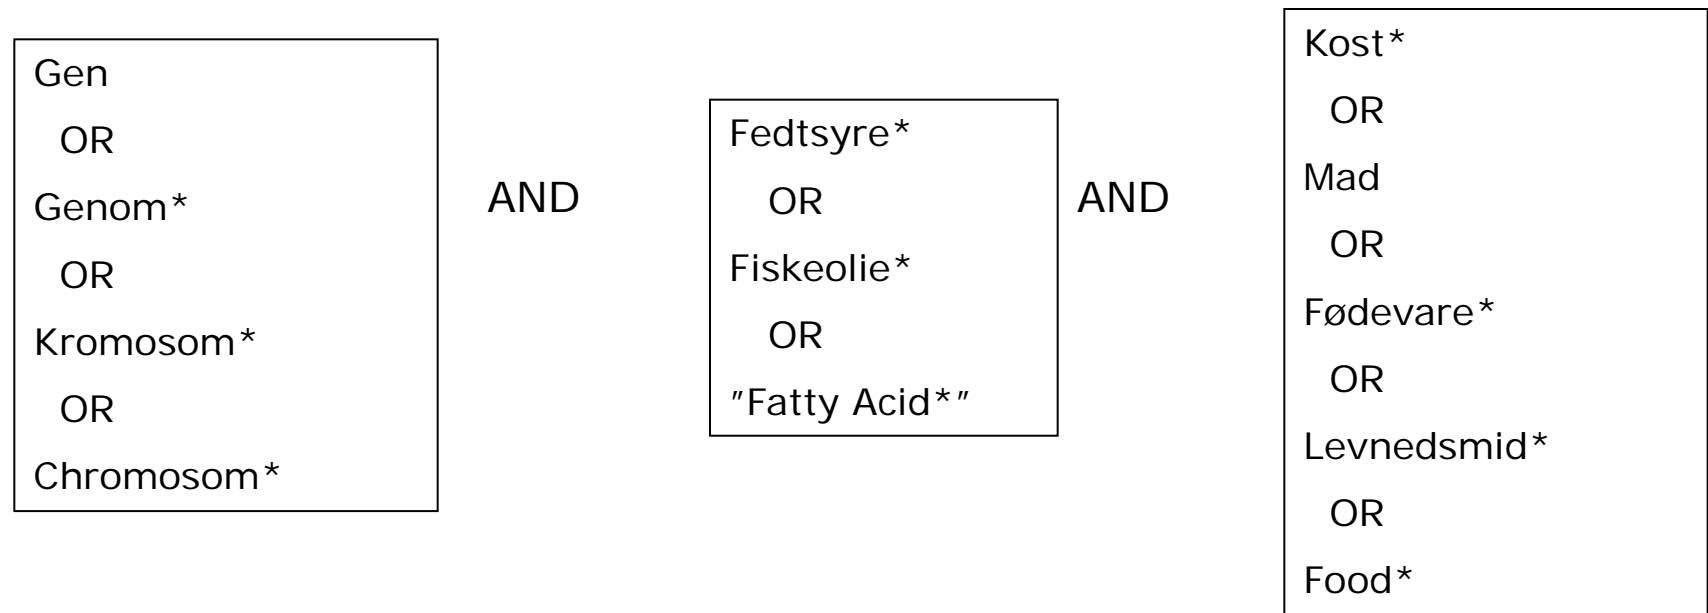 Gen
OR
Genom*
OR
Kromosom*
OR
Chromosom*
AND
Fedtsyre*
OR
Fiskeolie*
OR
"Fatty Acid*"
AND
Kost*
OR
Mad
OR
Fødevare*
OR
Levnedsmid*
OR
Food*